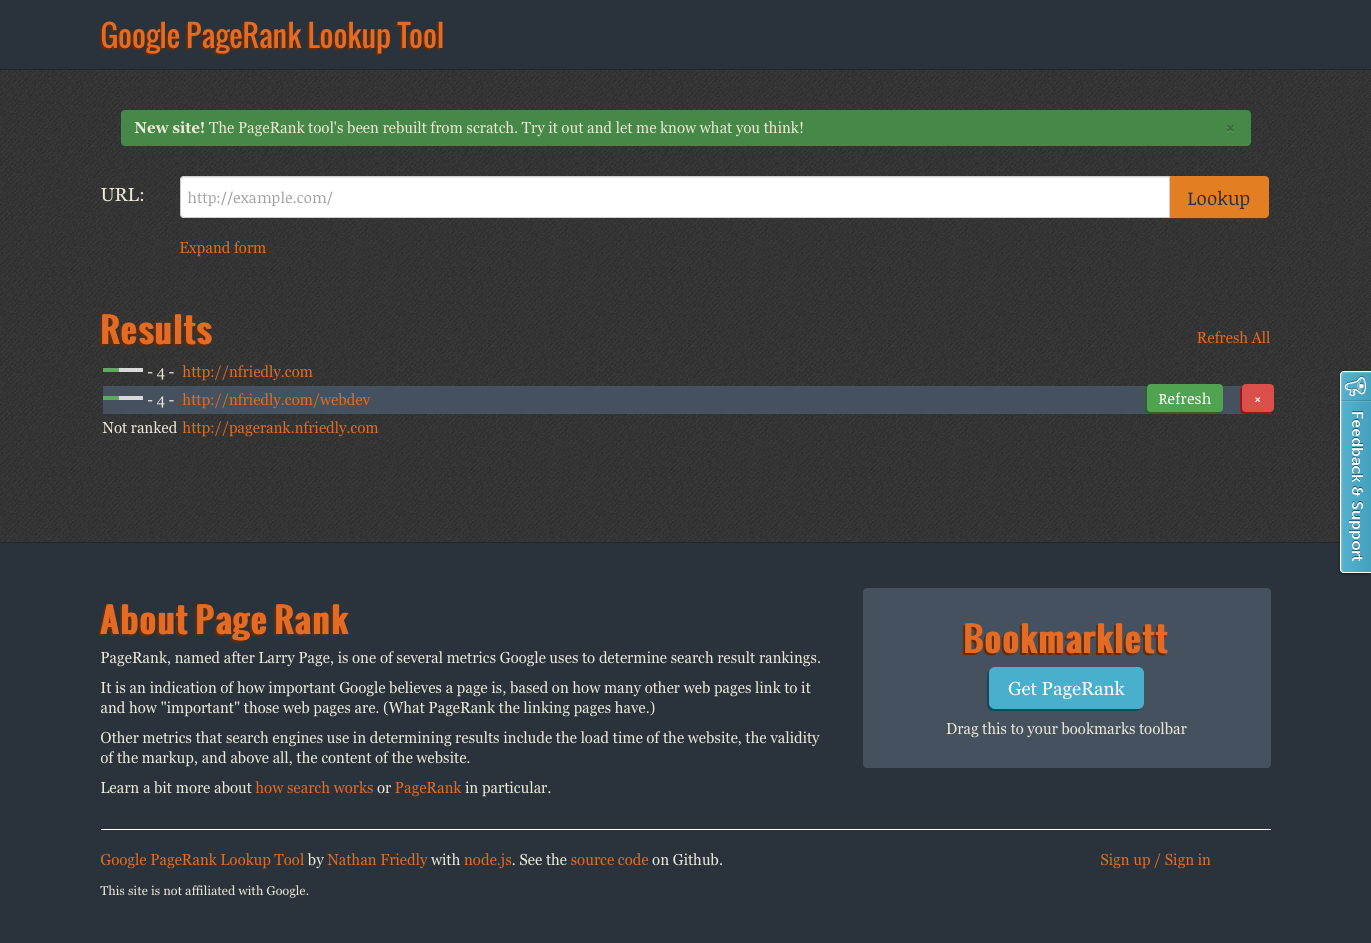 Google PageRank Lookup Tool
New site! The PageRank tool's been rebuilt from scratch. Try it out and let me know what you think! ×
URL: http://example.com/ Lookup
Expand form
Results
Refresh All
- 4 - http://nfriedly.com
- 4 - http://nfriedly.com/webdev Refresh ×
Not ranked http://pagerank.nfriedly.com
Feedback & Support
About Page Rank
PageRank, named after Larry Page, is one of several metrics Google uses to determine search result rankings.
It is an indication of how important Google believes a page is, based on how many other web pages link to it
and how "important" those web pages are. (What PageRank the linking pages have.)
Other metrics that search engines use in determining results include the load time of the website, the validity
of the markup, and above all, the content of the website.
Learn a bit more about how search works or PageRank in particular.
Bookmarklett
Get PageRank
Drag this to your bookmarks toolbar
Google PageRank Lookup Tool by Nathan Friedly with node.js. See the source code on Github.
Sign up / Sign in
This site is not affiliated with Google.